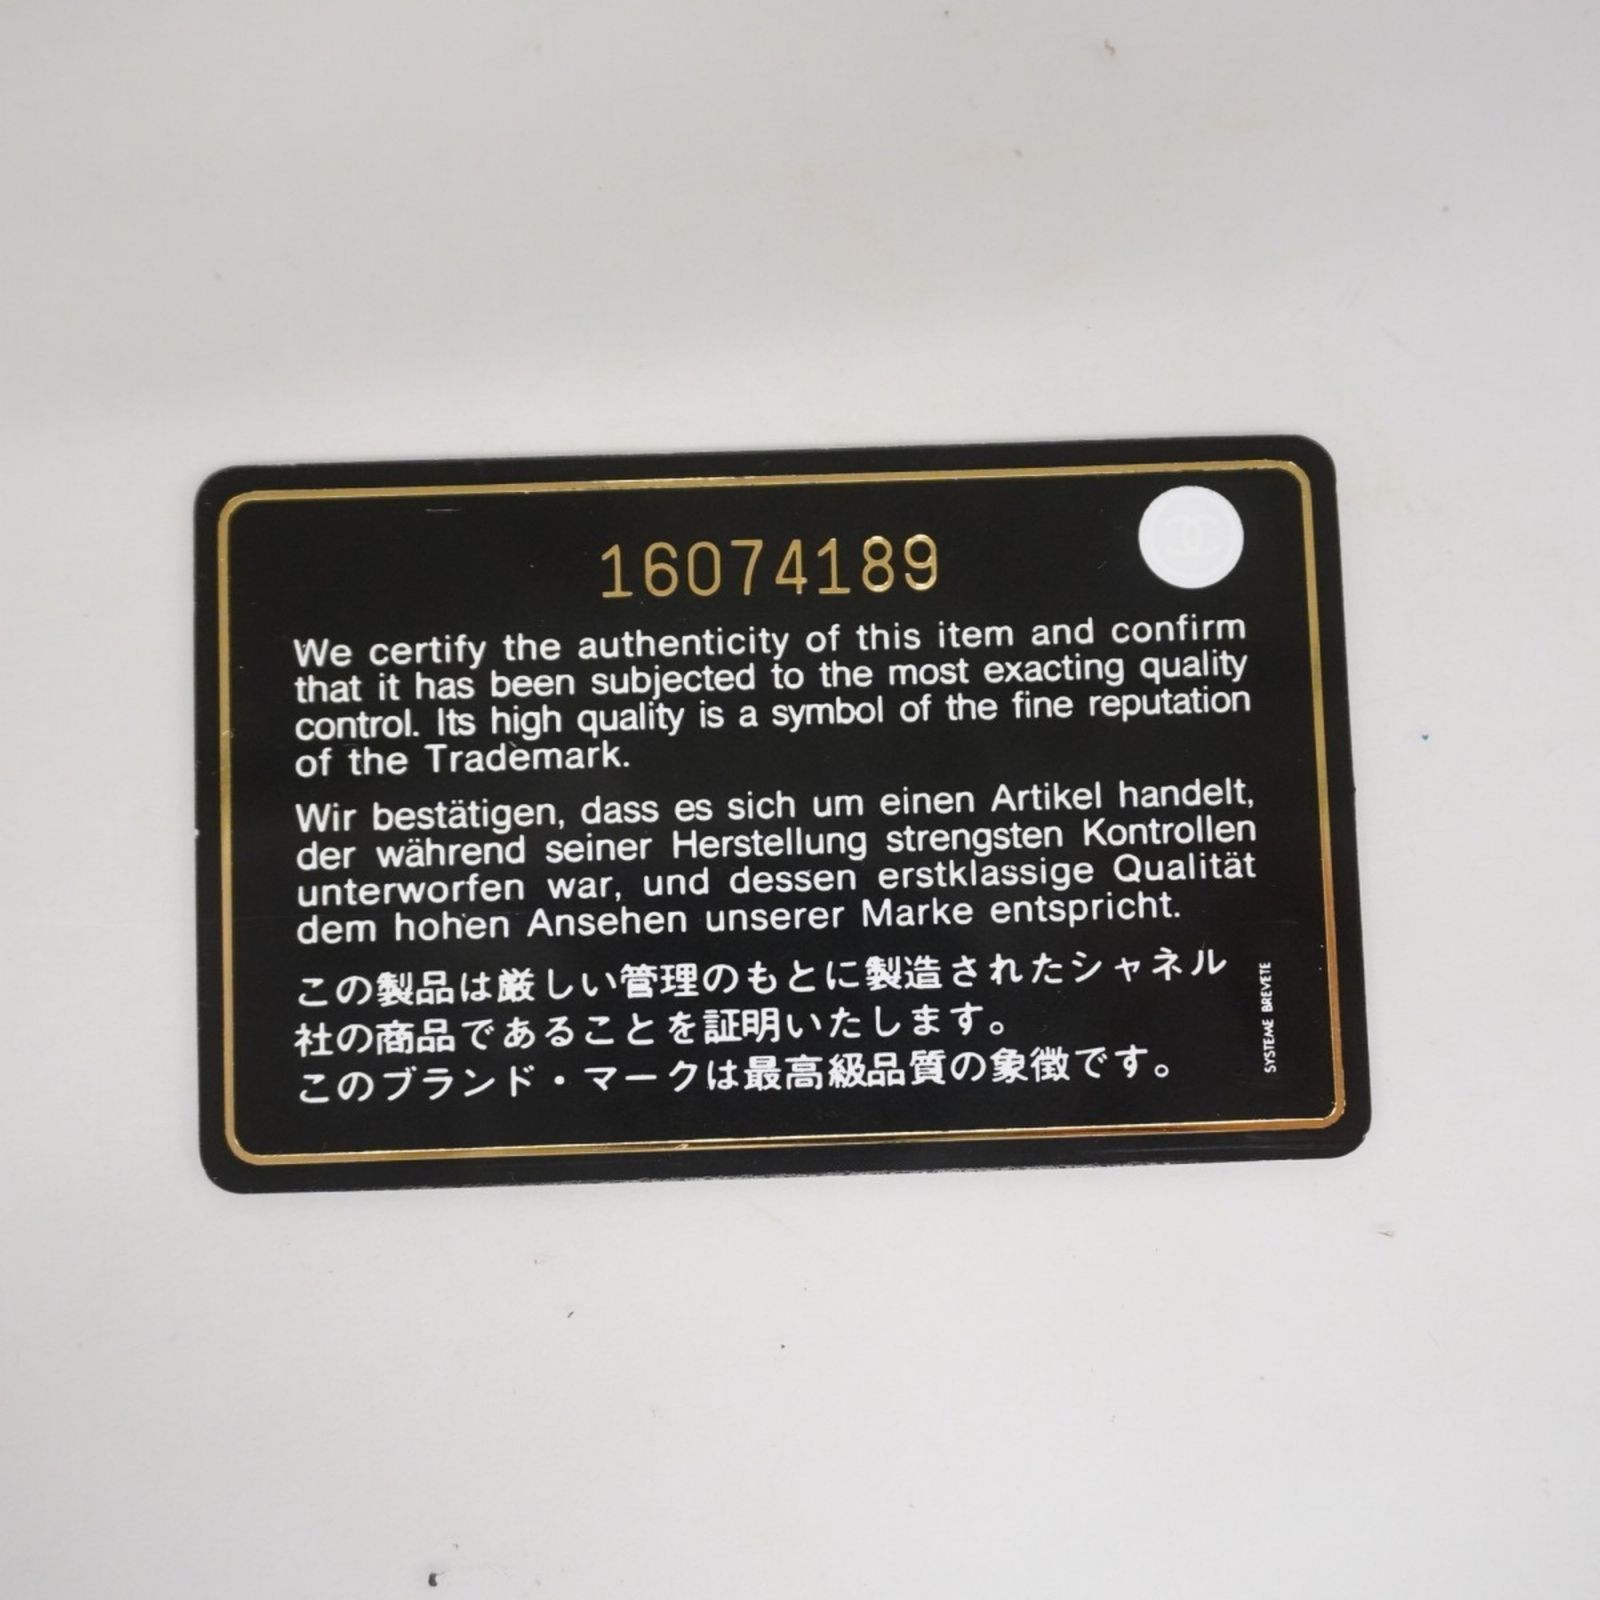 16074189
We certify the authenticity of this item and confirm
that it has been subjected to the most exacting quality
control. Its high quality is a symbol of the fine reputation
of the Trademark.
Wir bestätigen, dass es sich um einen Artikel handelt,
der während seiner Herstellung strengsten Kontrollen
unterworfen war, und dessen erstklassige Qualität
dem hohen Ansehen unserer Marke entspricht.
この製品は厳しい管理のもとに製造されたシャネル
社の商品であることを証明いたします。
このブランド・マークは最高級品質の象徴です。
SYSTEME BREVETE